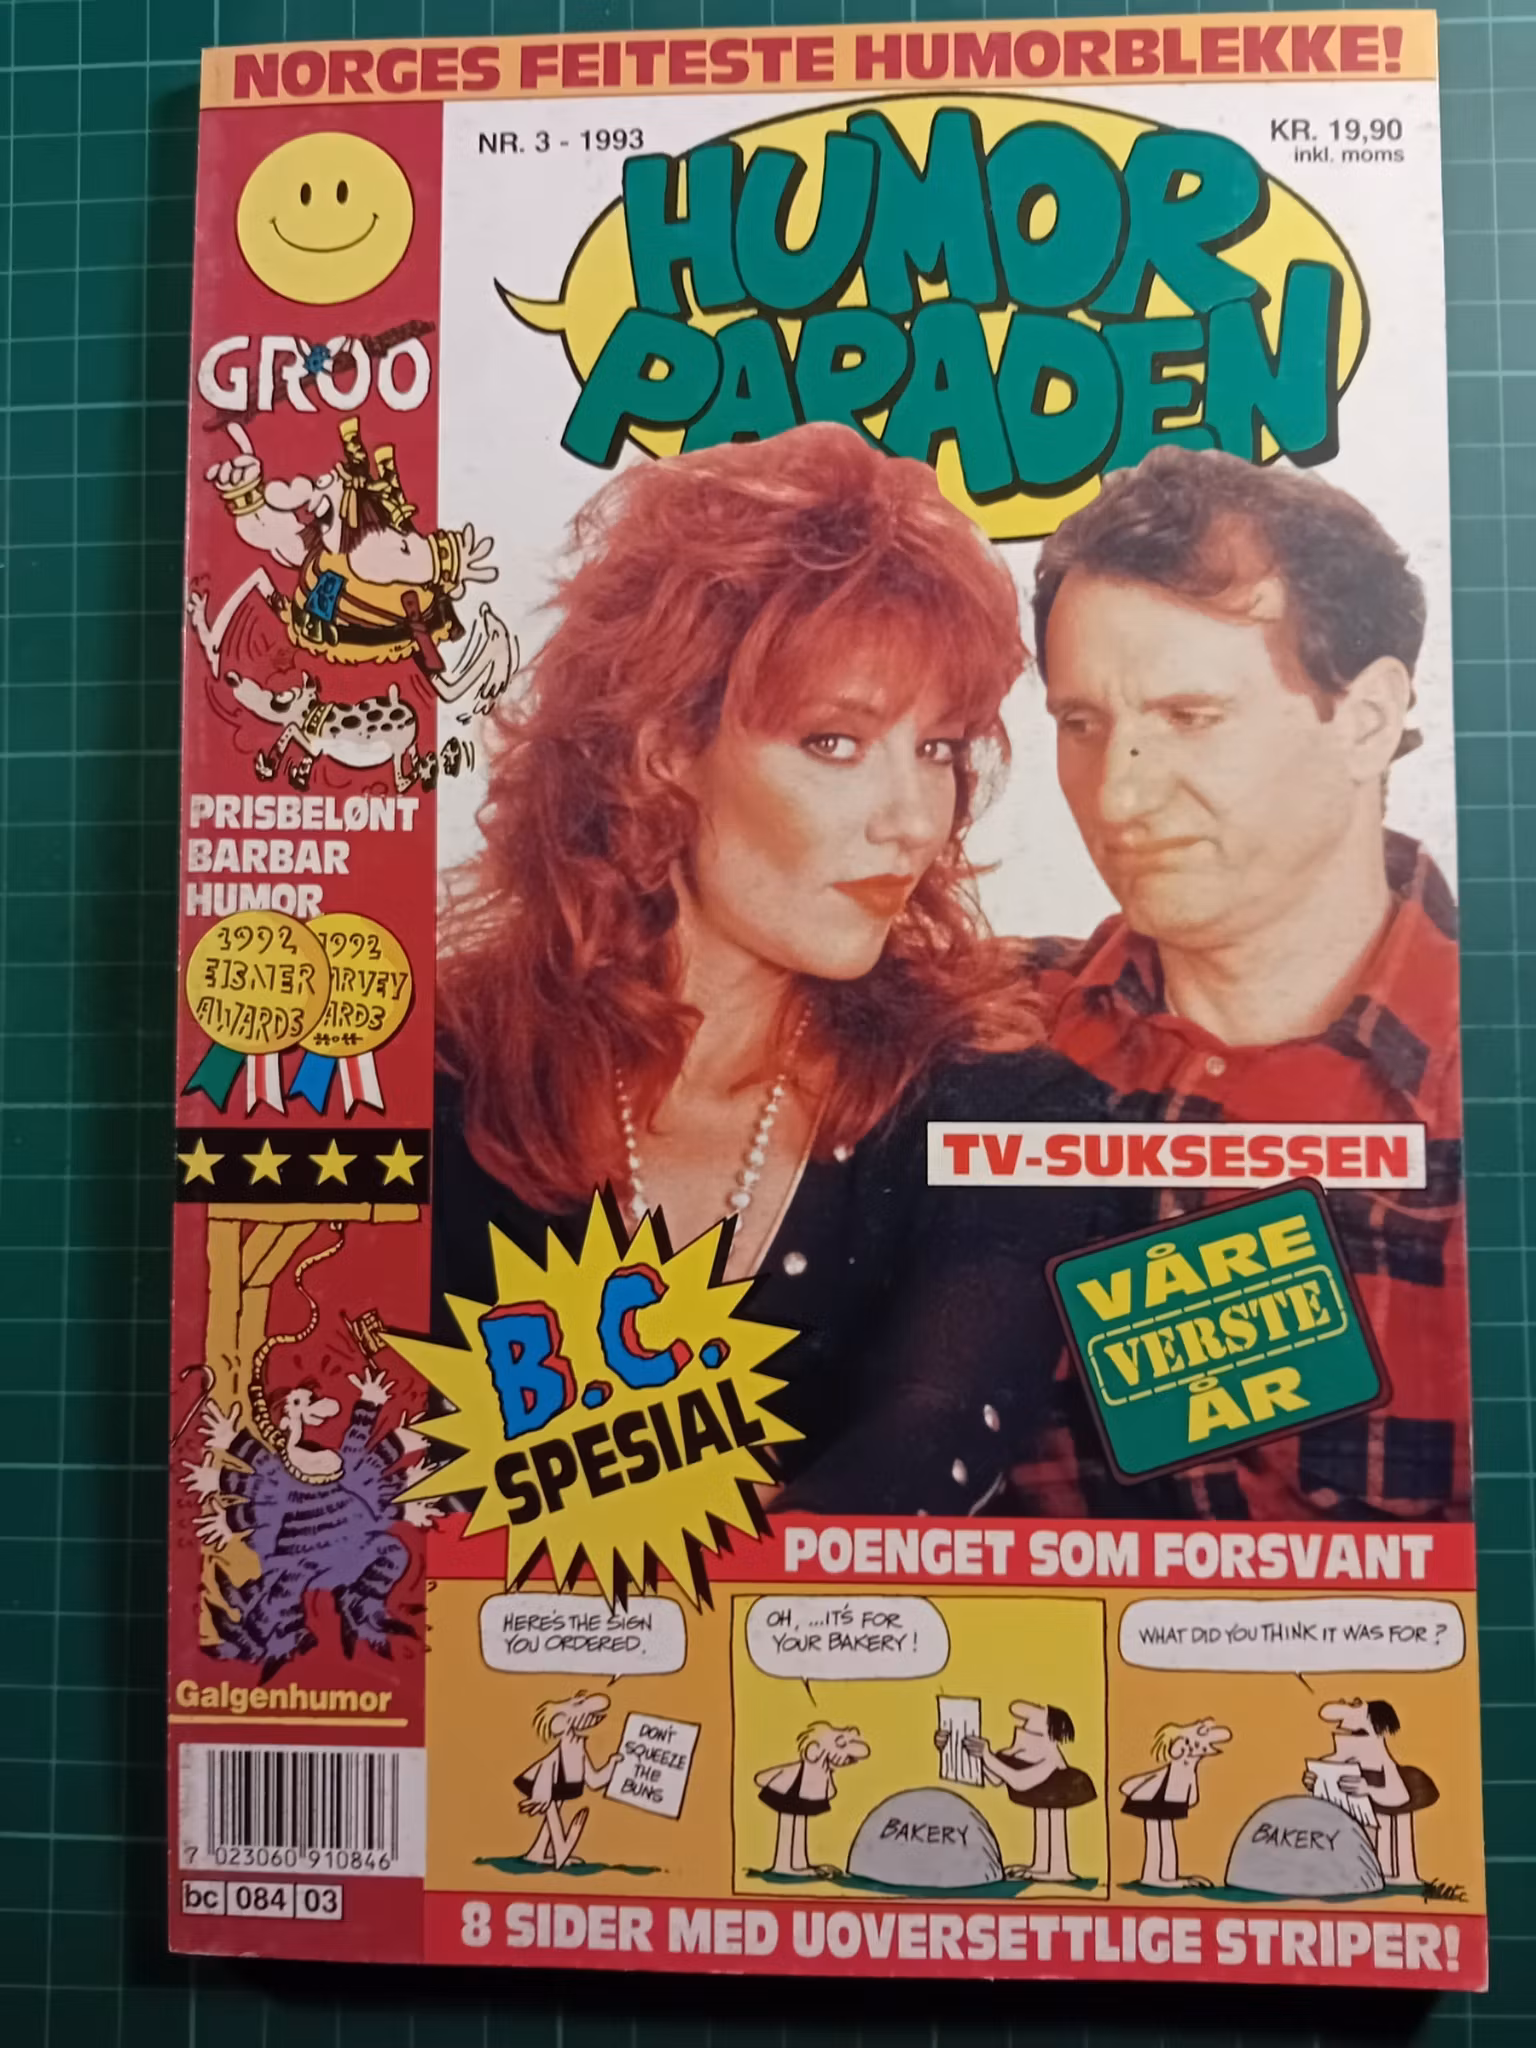 NORGES FEITESTE HUMORBLEKKE!
NR. 3 - 1993
KR. 19,90
inkl. moms
HUMOR
PARADEN
GROO
PRISBELØNT
BARBAR
HUMOR
1992
EISNER
AWARDS
1992
ARVEY
ARDS
TV-SUKSESSEN
VÅRE
VERSTE
ÅR
B.C.
SPESIAL
POENGET SOM FORSVANT
HERE'S THE SIGN
YOU ORDERED.
DON'T
SQUEEZE
THE
BUNS
OH, ...IT'S FOR
YOUR BAKERY!
BAKERY
WHAT DID YOU THINK IT WAS FOR?
BAKERY
Galgenhumor
7 023060 910846
bc 084 03
8 SIDER MED UOVERSETTLIGE STRIPER!